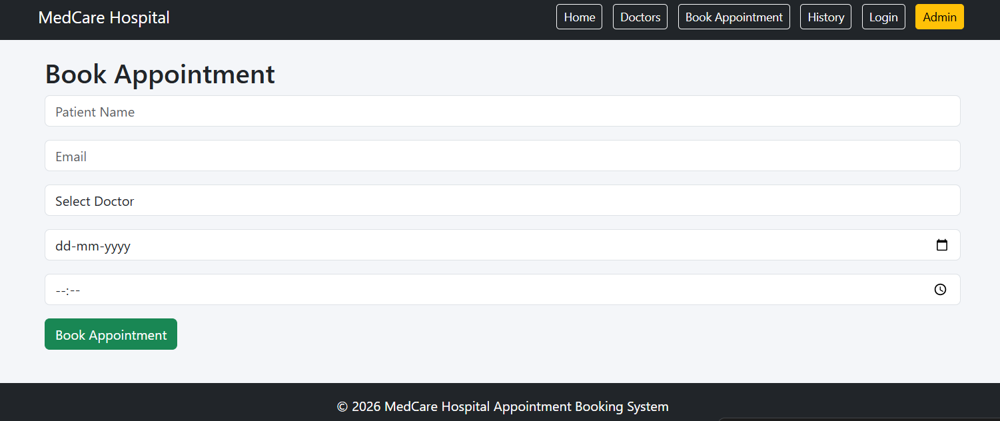 MedCare Hospital
Home Doctors Book Appointment History Login Admin
Book Appointment
Patient Name
Email
Select Doctor
dd-mm-yyyy
--:--
Book Appointment
© 2026 MedCare Hospital Appointment Booking System